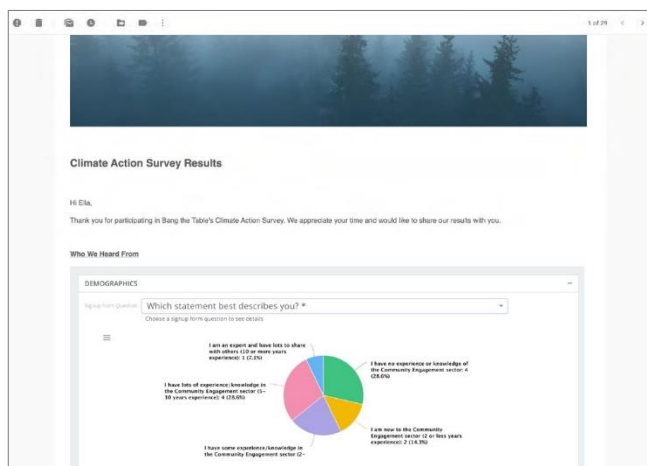 1 of 29
Climate Action Survey Results
Hi Ella,
Thank you for participating in Bang the Table's Climate Action Survey. We appreciate your time and would like to share our results with you.
Who We Heard From
DEMOGRAPHICS
Signup Form Question
Which statement best describes you? *
Choose a signup form question to see details
I am an expert and have lots to share
with others (10 or more years
experience): 1 (7.1%)
I have no experience or knowledge of
the Community Engagement sector: 4
(28.6%)
I have lots of experience/knowledge in
the Community Engagement sector (5-
10 years experience): 4 (28.6%)
I am new to the Community
Engagement sector (2 or less years
experience): 2 (14.3%)
I have some experience/knowledge in
the Community Engagement sector (2-